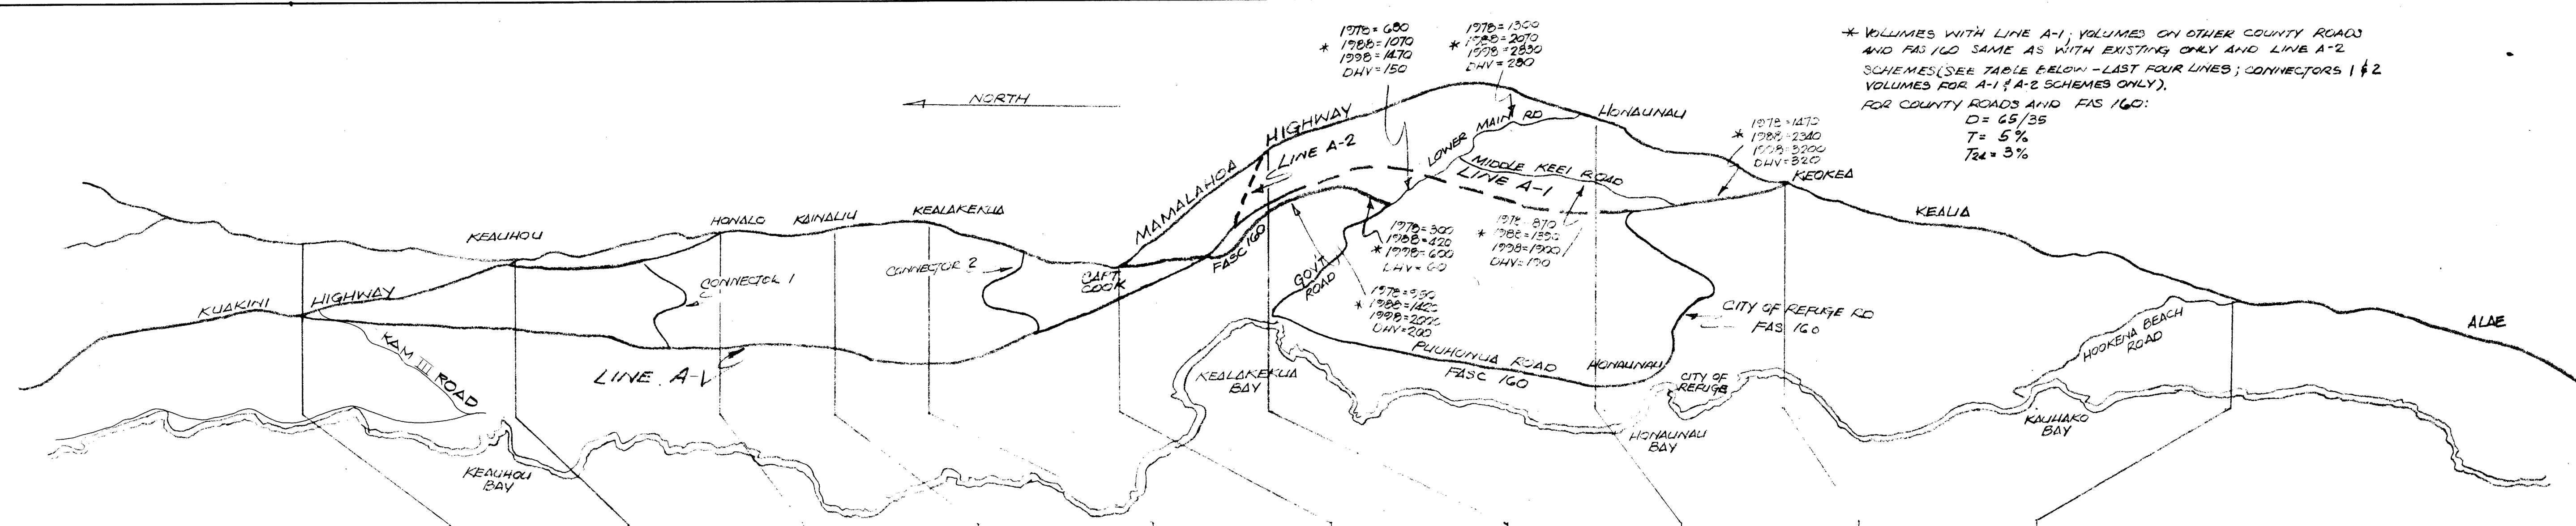 1978=680
* 1988=1070
1998=1470
DHV=150
1978=1300
* 1988=2070
1998=2830
DHV=280
* VOLUMES WITH LINE A-1; VOLUMES ON OTHER COUNTY ROADS
AND FAS 160 SAME AS WITH EXISTING ONLY AND LINE A-2
SCHEMES (SEE TABLE BELOW - LAST FOUR LINES; CONNECTORS 1 & 2
VOLUMES FOR A-1 & A-2 SCHEMES ONLY).
FOR COUNTY ROADS AND FAS 160:
D= 65/35
T= 5%
T24= 3%
NORTH
MAMALAHOA HIGHWAY
LINE A-2
LOWER MAIN RD
HONAUNAU
1978=1470
* 1988=2340
1998=3200
DHV=320
MIDDLE KEEI ROAD
LINE A-1
KEOKEA
KEALIA
HONALO
KAINALIU
KEALAKEKUA
KEAUHOU
CONNECTOR 1
CONNECTOR 2
CAPT.
COOK
FASC 160
1978=300
1988=420
* 1998=600
DHV=60
1978=870
* 1988=1390
1998=1900
DHV=190
GOV'T
ROAD
KUAKINI HIGHWAY
* 1988=1420
1998=2000
DHV=200
CITY OF REFUGE RD
FAS 160
HOOKENA BEACH
ROAD
ALAE
KAM III ROAD
LINE A-1
KEALAKEKUA
BAY
PUUHONUA ROAD
FASC 160
HONAUNAU
CITY OF
REFUGE
KEAUHOU
BAY
HONAUNAU
BAY
KAUHAKO
BAY